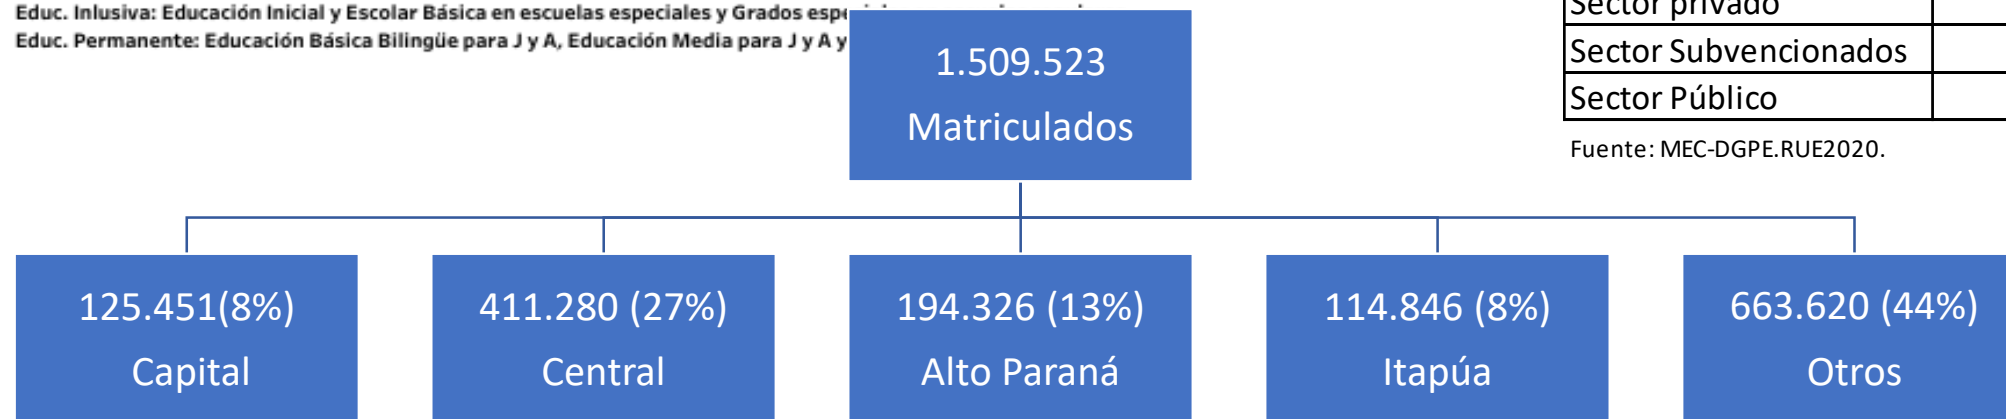 Educ. Inlusiva: Educación Inicial y Escolar Básica en escuelas especiales y Grados
Educ. Permanente: Educación Básica Bilingüe para J y A, Educación Media para J y A y
1.509.523
Matriculados
Sector privado
Sector Subvencionados
Sector Público
Fuente: MEC-DGPE.RUE2020.
125.451(8%)
Capital
411.280 (27%)
Central
194.326 (13%)
Alto Paraná
114.846 (8%)
Itapúa
663.620 (44%)
Otros